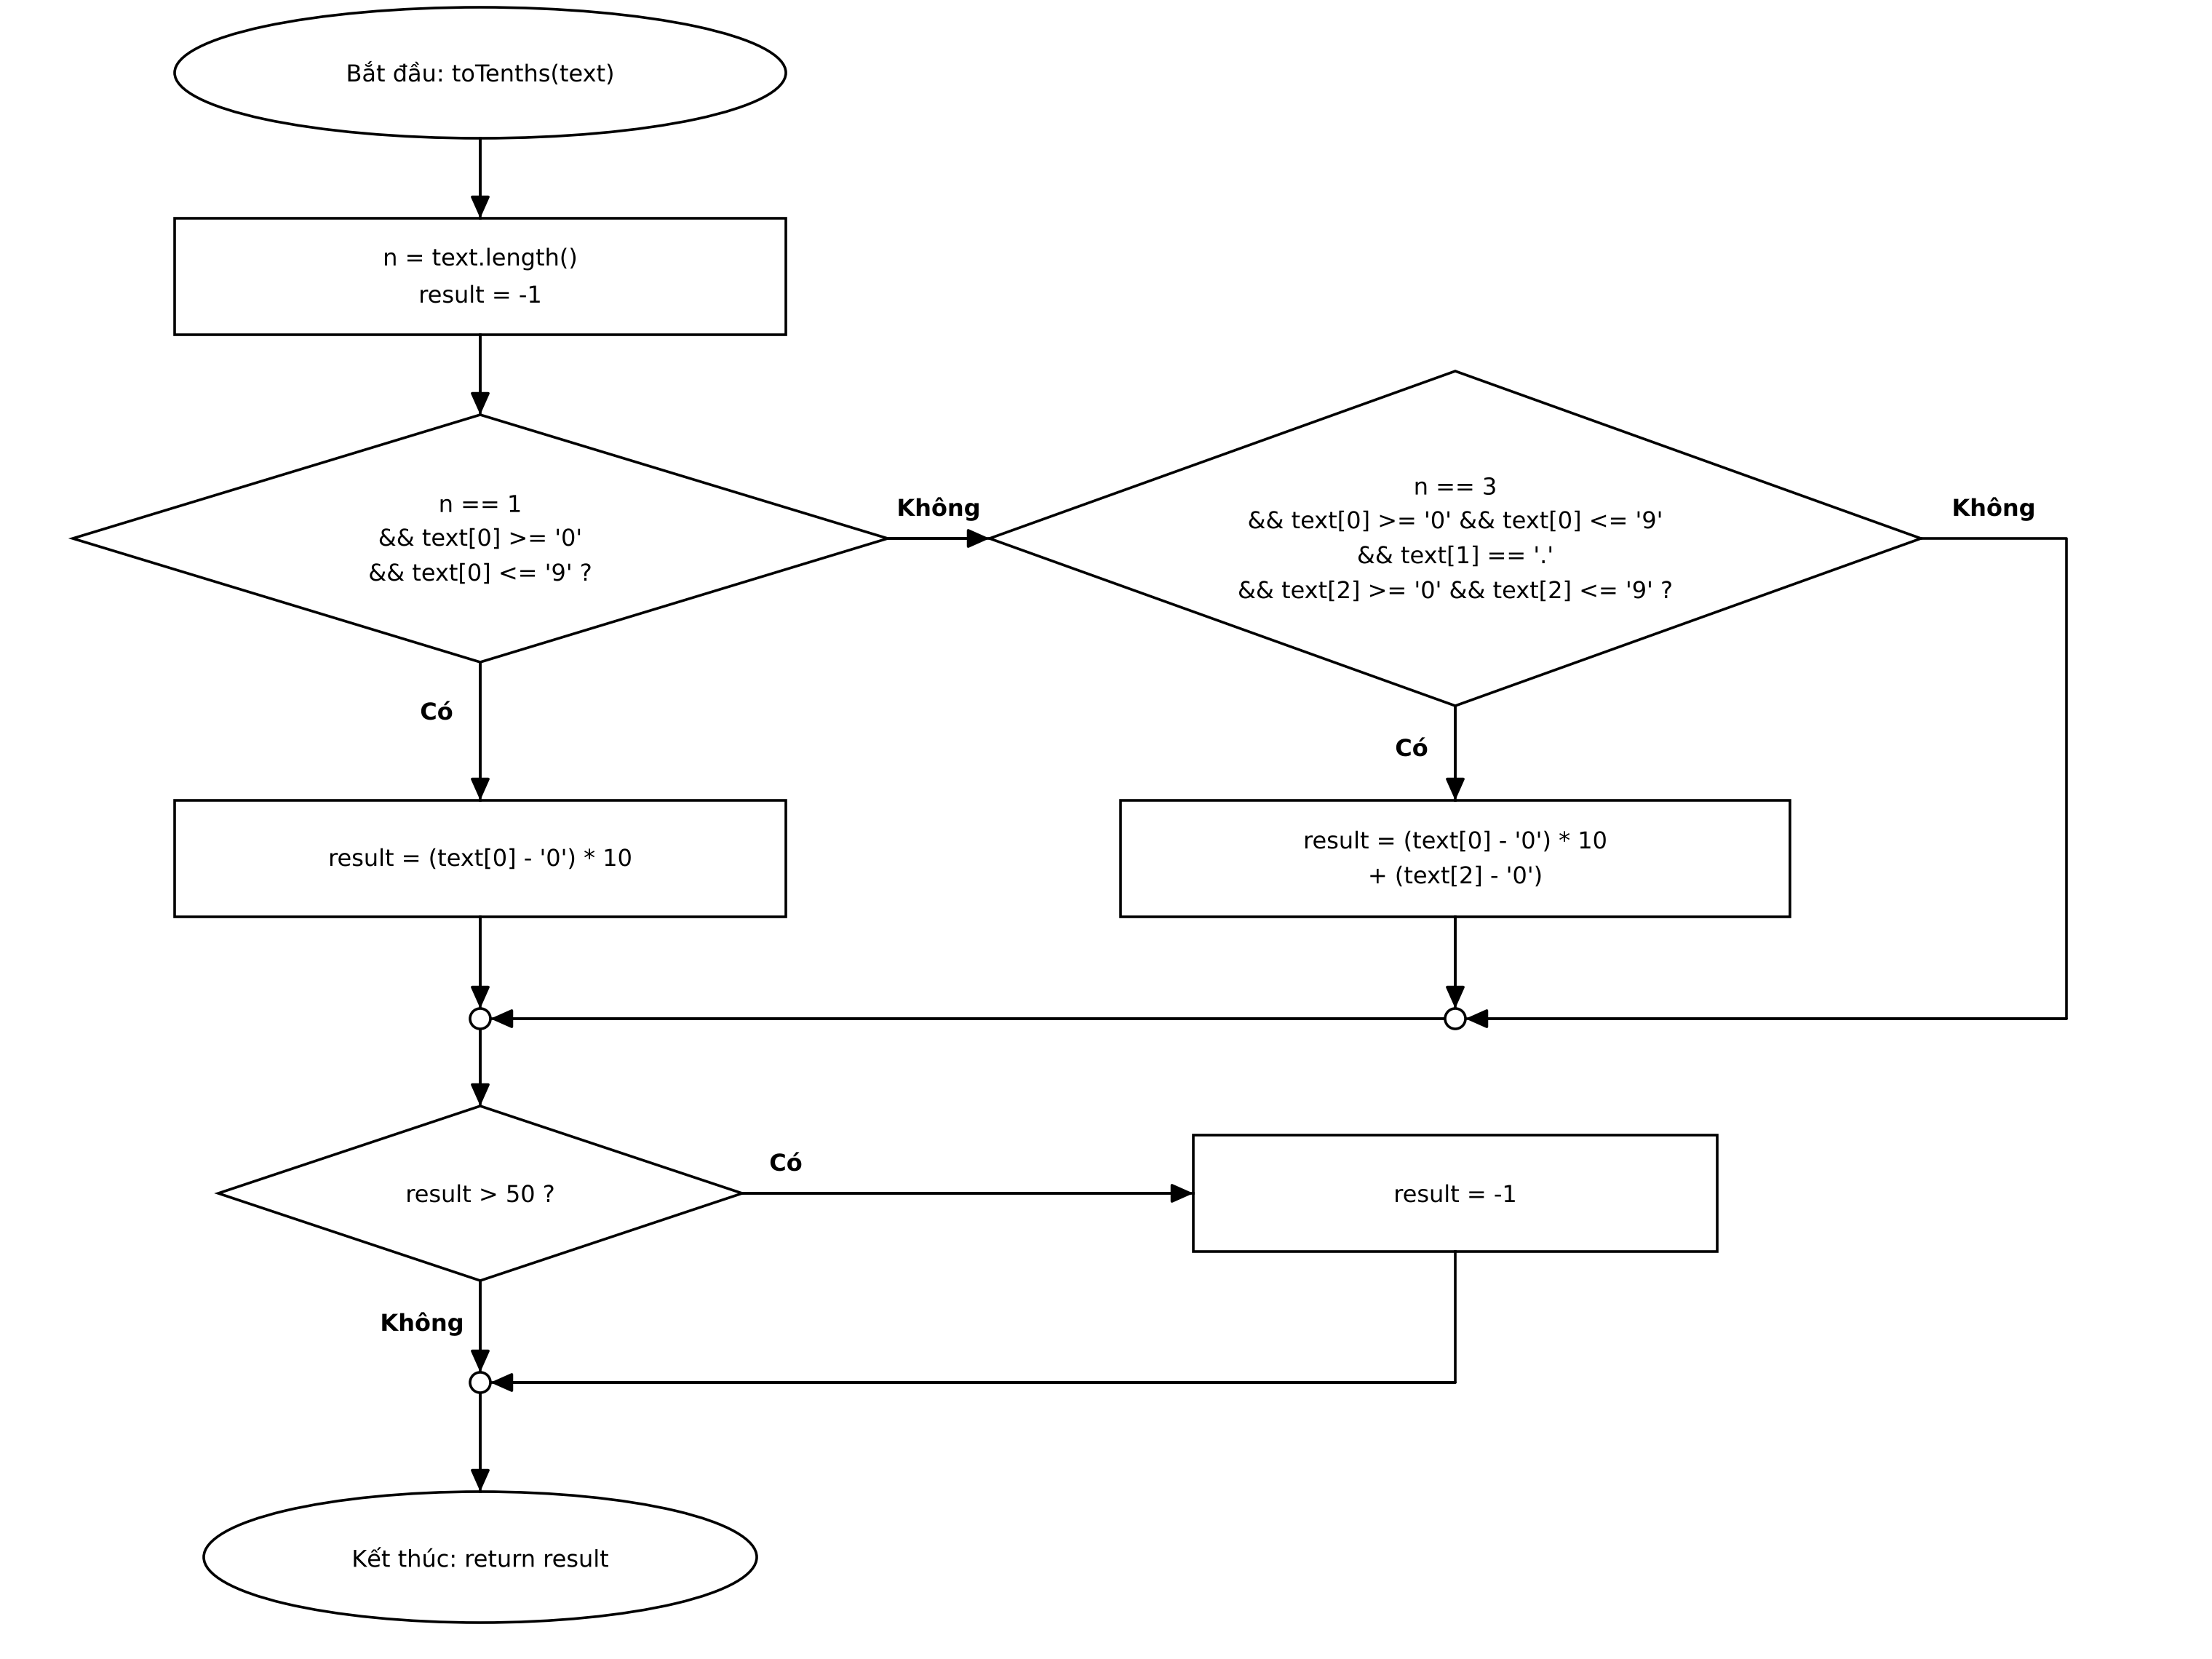 Bắt đầu: toTenths(text)
n = text.length()
result = -1
n == 1
&& text[0] >= '0'
&& text[0] <= '9' ?
Không
n == 3
&& text[0] >= '0' && text[0] <= '9'
&& text[1] == '.'
&& text[2] >= '0' && text[2] <= '9' ?
Không
Có
Có
result = (text[0] - '0') * 10
result = (text[0] - '0') * 10
+ (text[2] - '0')
result > 50 ?
Có
result = -1
Không
Kết thúc: return result